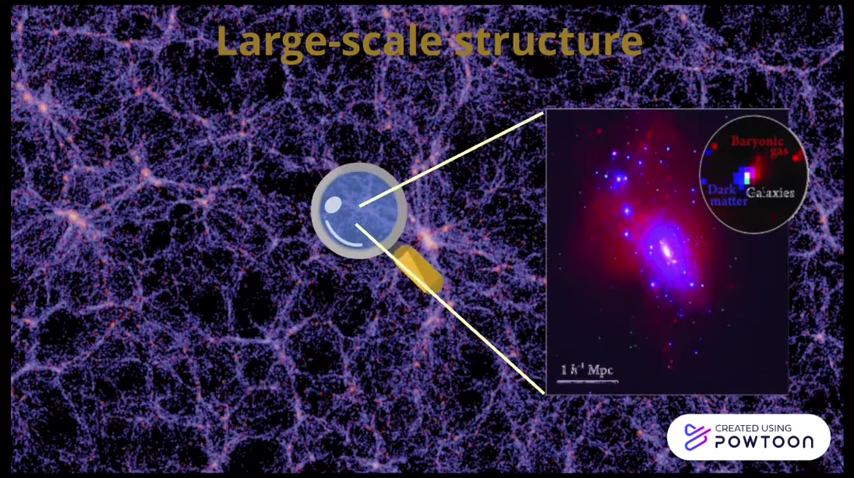 Large-scale structure
Baryonic
gas
Dark
matter
Galaxies
1 h⁻¹ Mpc
CREATED USING
POWTOON